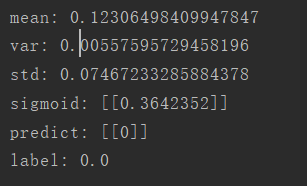 mean: 0.12306498409947847
var: 0.00557595729458196
std: 0.07467233285884378
sigmoid: [[0.3642352]]
predict: [[0]]
label: 0.0